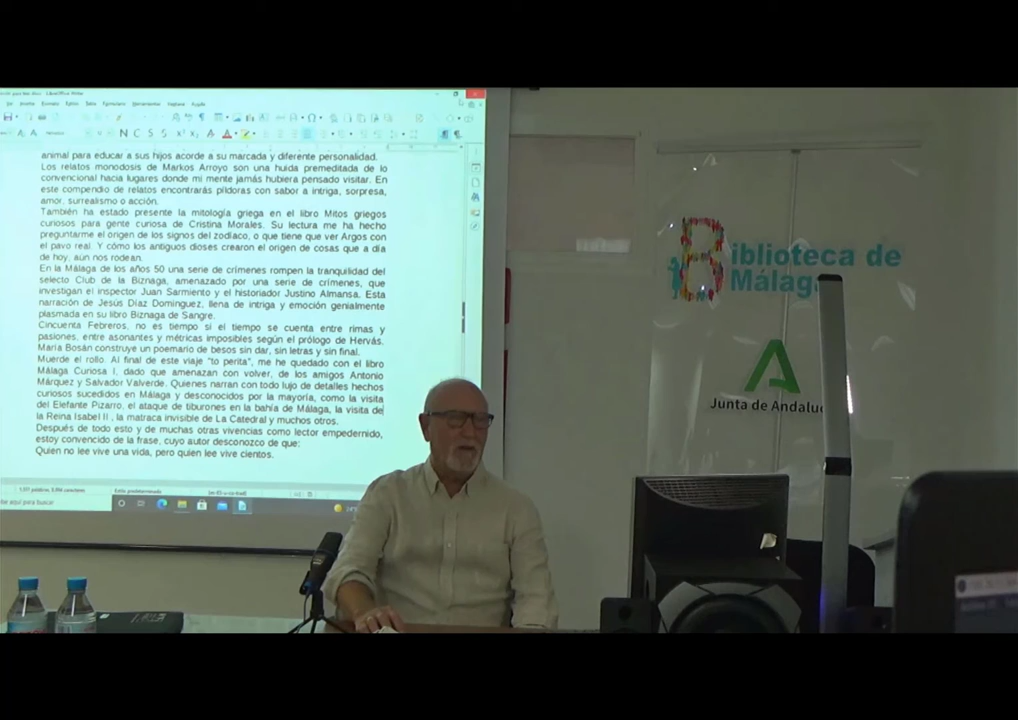 animal para educar a sus hijos acorde a su marcada y diferente personalidad.
Los relatos monodosis de Markos Arroyo son una huida premeditada de lo
convencional hacia lugares donde mi mente jamás hubiera pensado visitar. En
este compendio de relatos encontrarás píldoras con sabor a intriga, sorpresa,
amor, surrealismo o acción.
También ha estado presente la mitología griega en el libro Mitos griegos
curiosos para gente curiosa de Cristina Morales. Su lectura me ha hecho
preguntarme el origen de los signos del zodíaco, o que tiene que ver Argos con
el pavo real. Y cómo los antiguos dioses crearon el origen de cosas que a día
de hoy, aún nos rodean.
En la Málaga de los años 50 una serie de crímenes rompen la tranquilidad del
selecto Club de la Biznaga, amenazado por una serie de crímenes, que
investigan el inspector Juan Sarmiento y el historiador Justino Almansa. Esta
narración de Jesús Díaz Domínguez, llena de intriga y emoción genialmente
plasmada en su libro Biznaga de Sangre.
Cincuenta Febreros, no es tiempo si el tiempo se cuenta entre rimas y
pasiones, entre asonantes y métricas imposibles según el prólogo de Hervás.
María Bosán construye un poemario de besos sin dar, sin letras y sin final.
Muerde el rollo. Al final de este viaje "to perita", me he quedado con el libro
Málaga Curiosa I, dado que amenazan con volver, de los amigos Antonio
Márquez y Salvador Valverde. Quienes narran con todo lujo de detalles hechos
curiosos sucedidos en Málaga y desconocidos por la mayoría, como la visita
del Elefante Pizarro, el ataque de tiburones en la bahía de Málaga, la visita de
la Reina Isabel II , la matraca invisible de La Catedral y muchos otros.
Después de todo esto y de muchas otras vivencias como lector empedernido,
estoy convencido de la frase, cuyo autor desconozco de que:
Quien no lee vive una vida, pero quien lee vive cientos.
Biblioteca de
Málaga
Junta de Andaluc